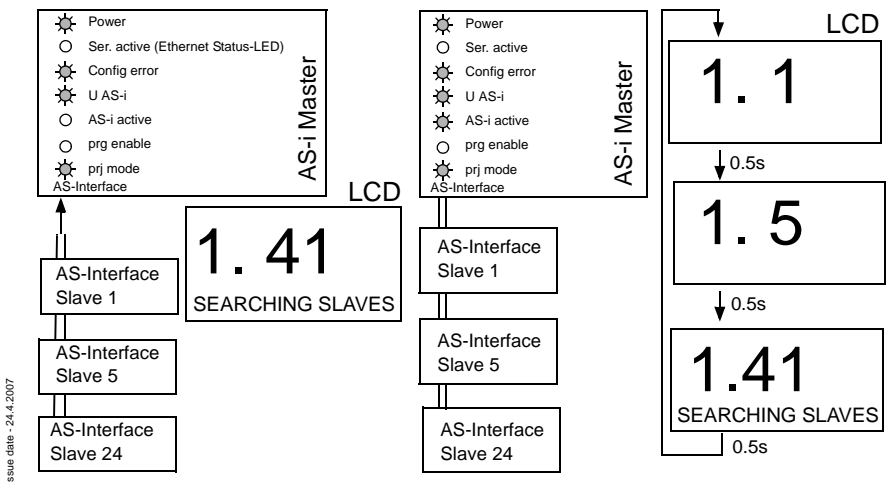 Power
Ser. active (Ethernet Status-LED)
Config error
U AS-i
AS-i active
prg enable
prj mode
AS-Interface
AS-i Master
LCD
1. 41
SEARCHING SLAVES
AS-Interface
Slave 1
AS-Interface
Slave 5
AS-Interface
Slave 24
Power
Ser. active
Config error
U AS-i
AS-i active
prg enable
prj mode
AS-Interface
AS-i Master
AS-Interface
Slave 1
AS-Interface
Slave 5
AS-Interface
Slave 24
LCD
1. 1
0.5s
1. 5
0.5s
1.41
SEARCHING SLAVES
0.5s
ssue date - 24.4.2007